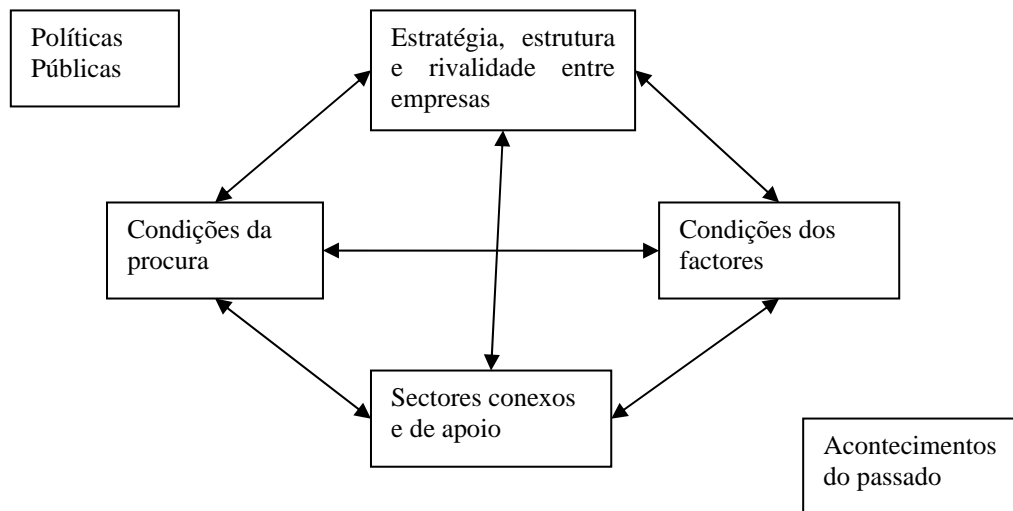 Políticas
Públicas
Estratégia, estrutura
e rivalidade entre
empresas
Condições da
procura
Condições dos
factores
Sectores conexos
e de apoio
Acontecimentos
do passado